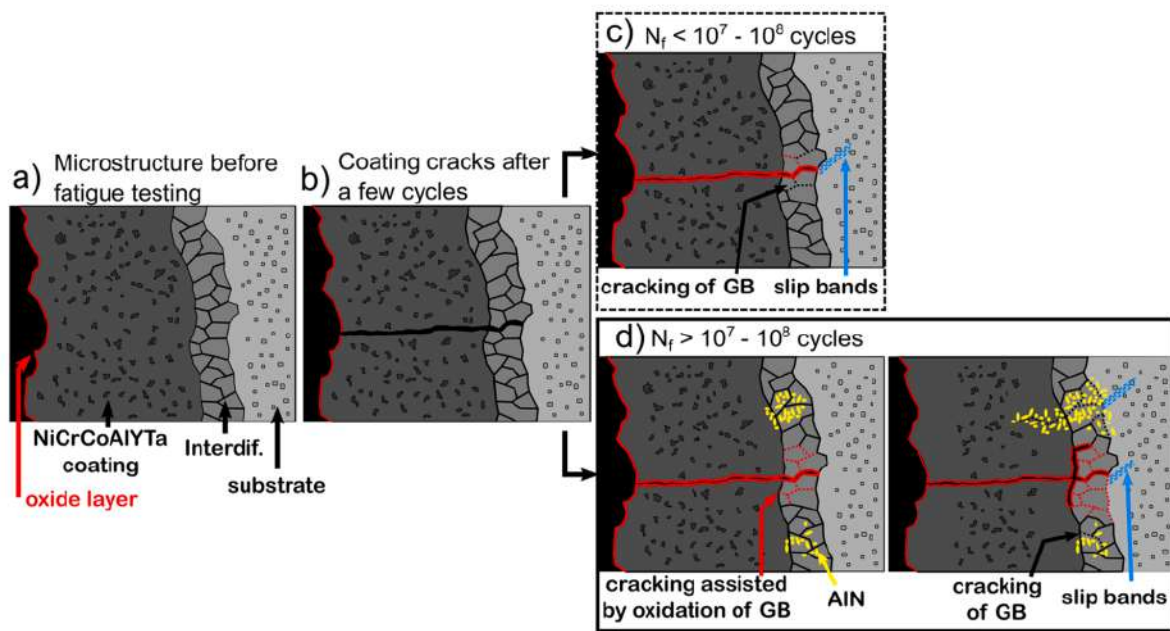 a) Microstructure before
fatigue testing
NiCrCoAlYTa
coating
Interdif.
substrate
oxide layer
b) Coating cracks after
a few cycles
c) Nf < 10⁷ - 10⁸ cycles
cracking of GB
slip bands
d) Nf > 10⁷ - 10⁸ cycles
cracking assisted
by oxidation of GB
AlN
cracking
of GB
slip bands